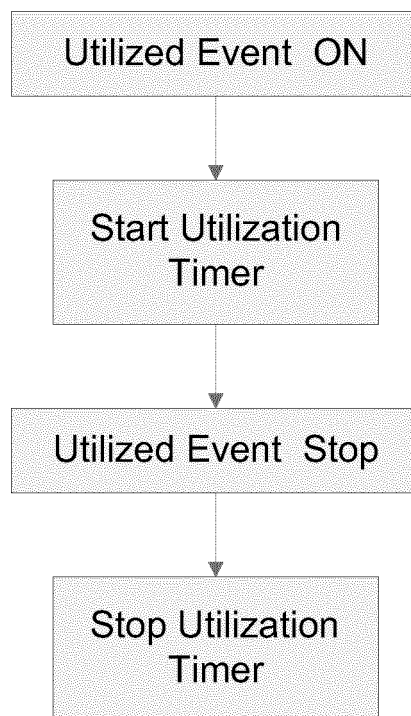 Utilized Event ON
Start Utilization
Timer
Utilized Event Stop
Stop Utilization
Timer